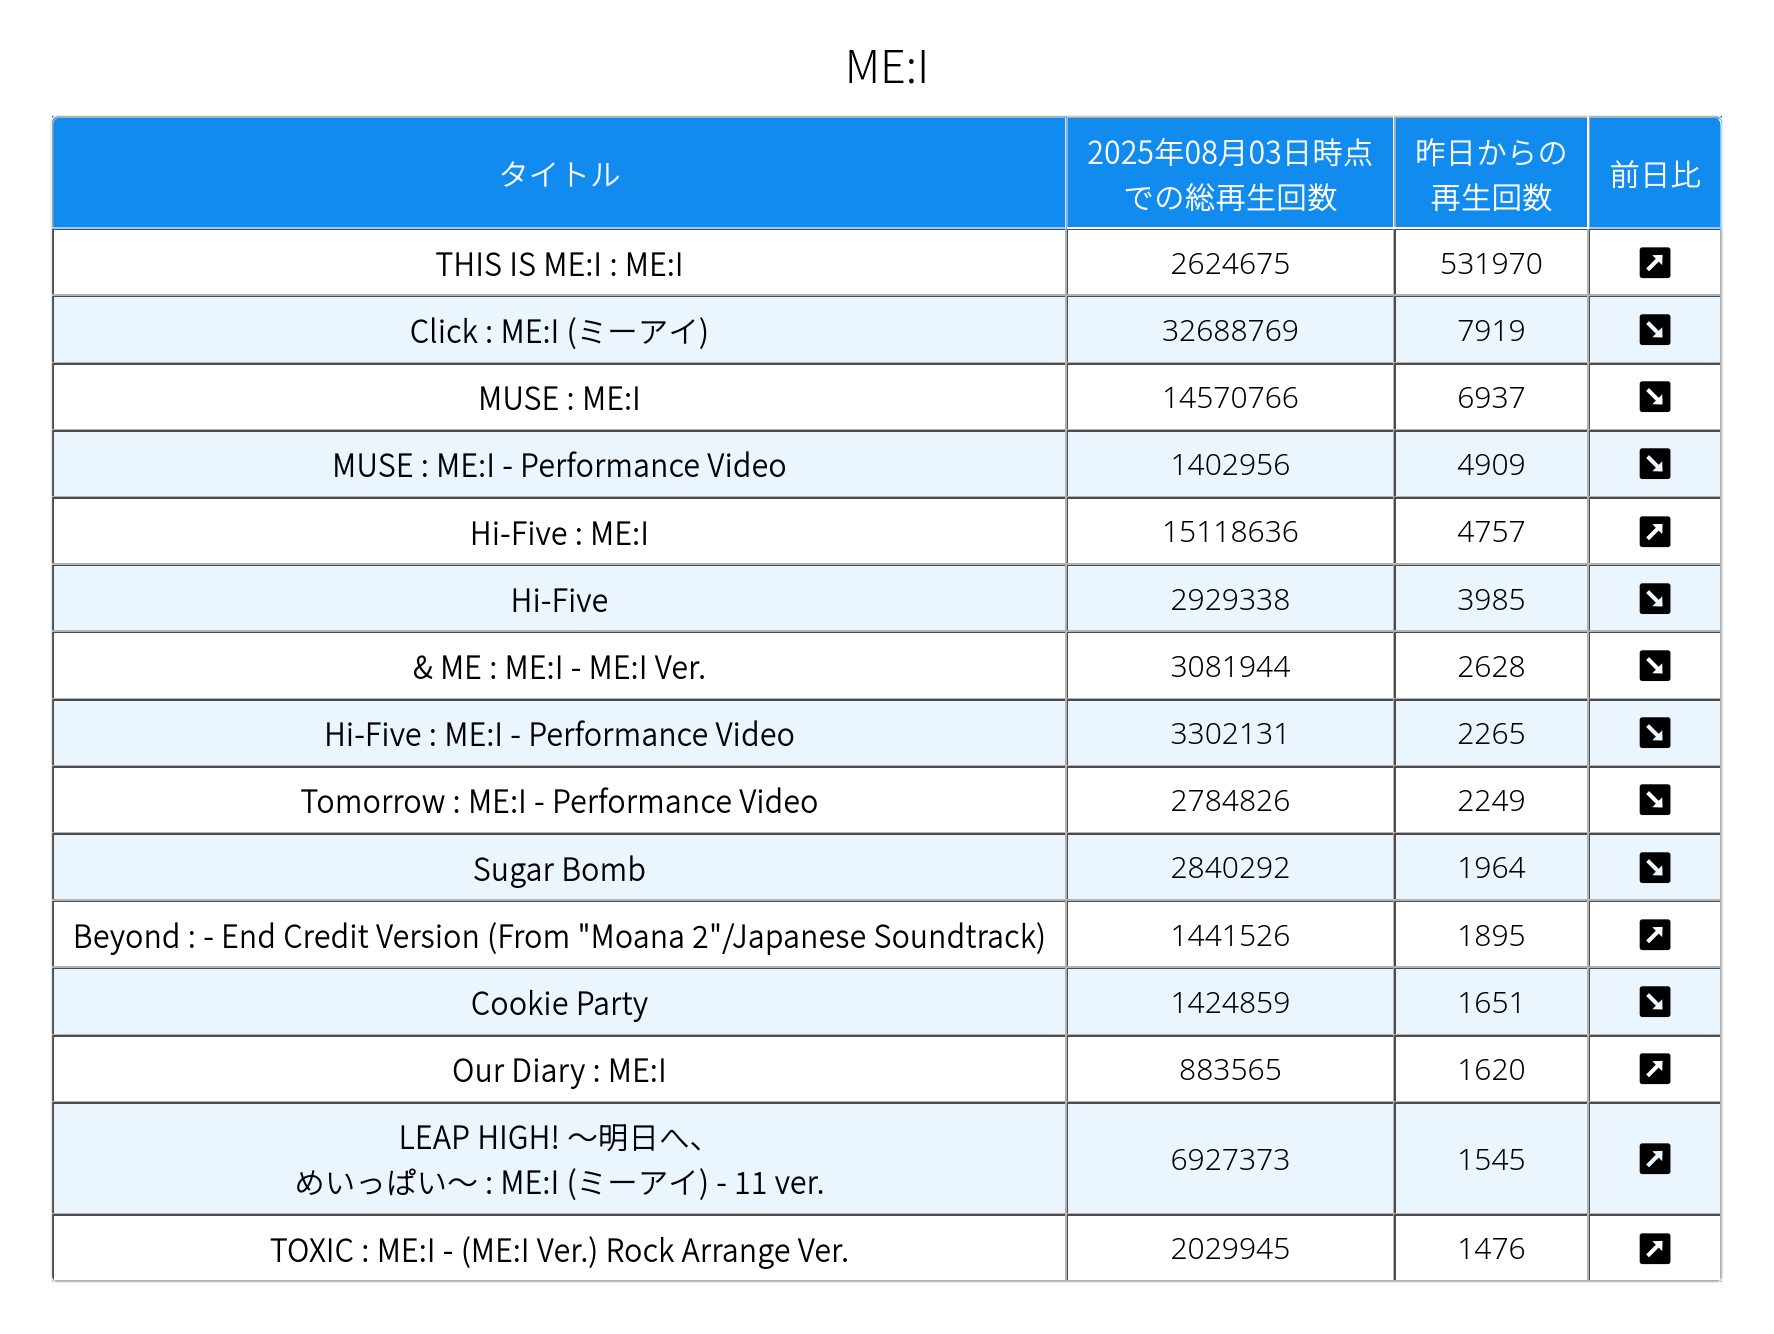 ME:I
タイトル 2025年08月03日時点 昨日からの 前日比
での総再生回数 再生回数
THIS IS ME:I : ME:I 2624675 531970
Click : ME:I (ミーアイ) 32688769 7919
MUSE : ME:I 14570766 6937
MUSE : ME:I - Performance Video 1402956 4909
Hi-Five : ME:I 15118636 4757
Hi-Five 2929338 3985
& ME : ME:I - ME:I Ver. 3081944 2628
Hi-Five : ME:I - Performance Video 3302131 2265
Tomorrow : ME:I - Performance Video 2784826 2249
Sugar Bomb 2840292 1964
Beyond : - End Credit Version (From "Moana 2"/Japanese Soundtrack) 1441526 1895
Cookie Party 1424859 1651
Our Diary : ME:I 883565 1620
LEAP HIGH! 〜明日へ、
めいっぱい〜 : ME:I (ミーアイ) - 11 ver. 6927373 1545
TOXIC : ME:I - (ME:I Ver.) Rock Arrange Ver. 2029945 1476